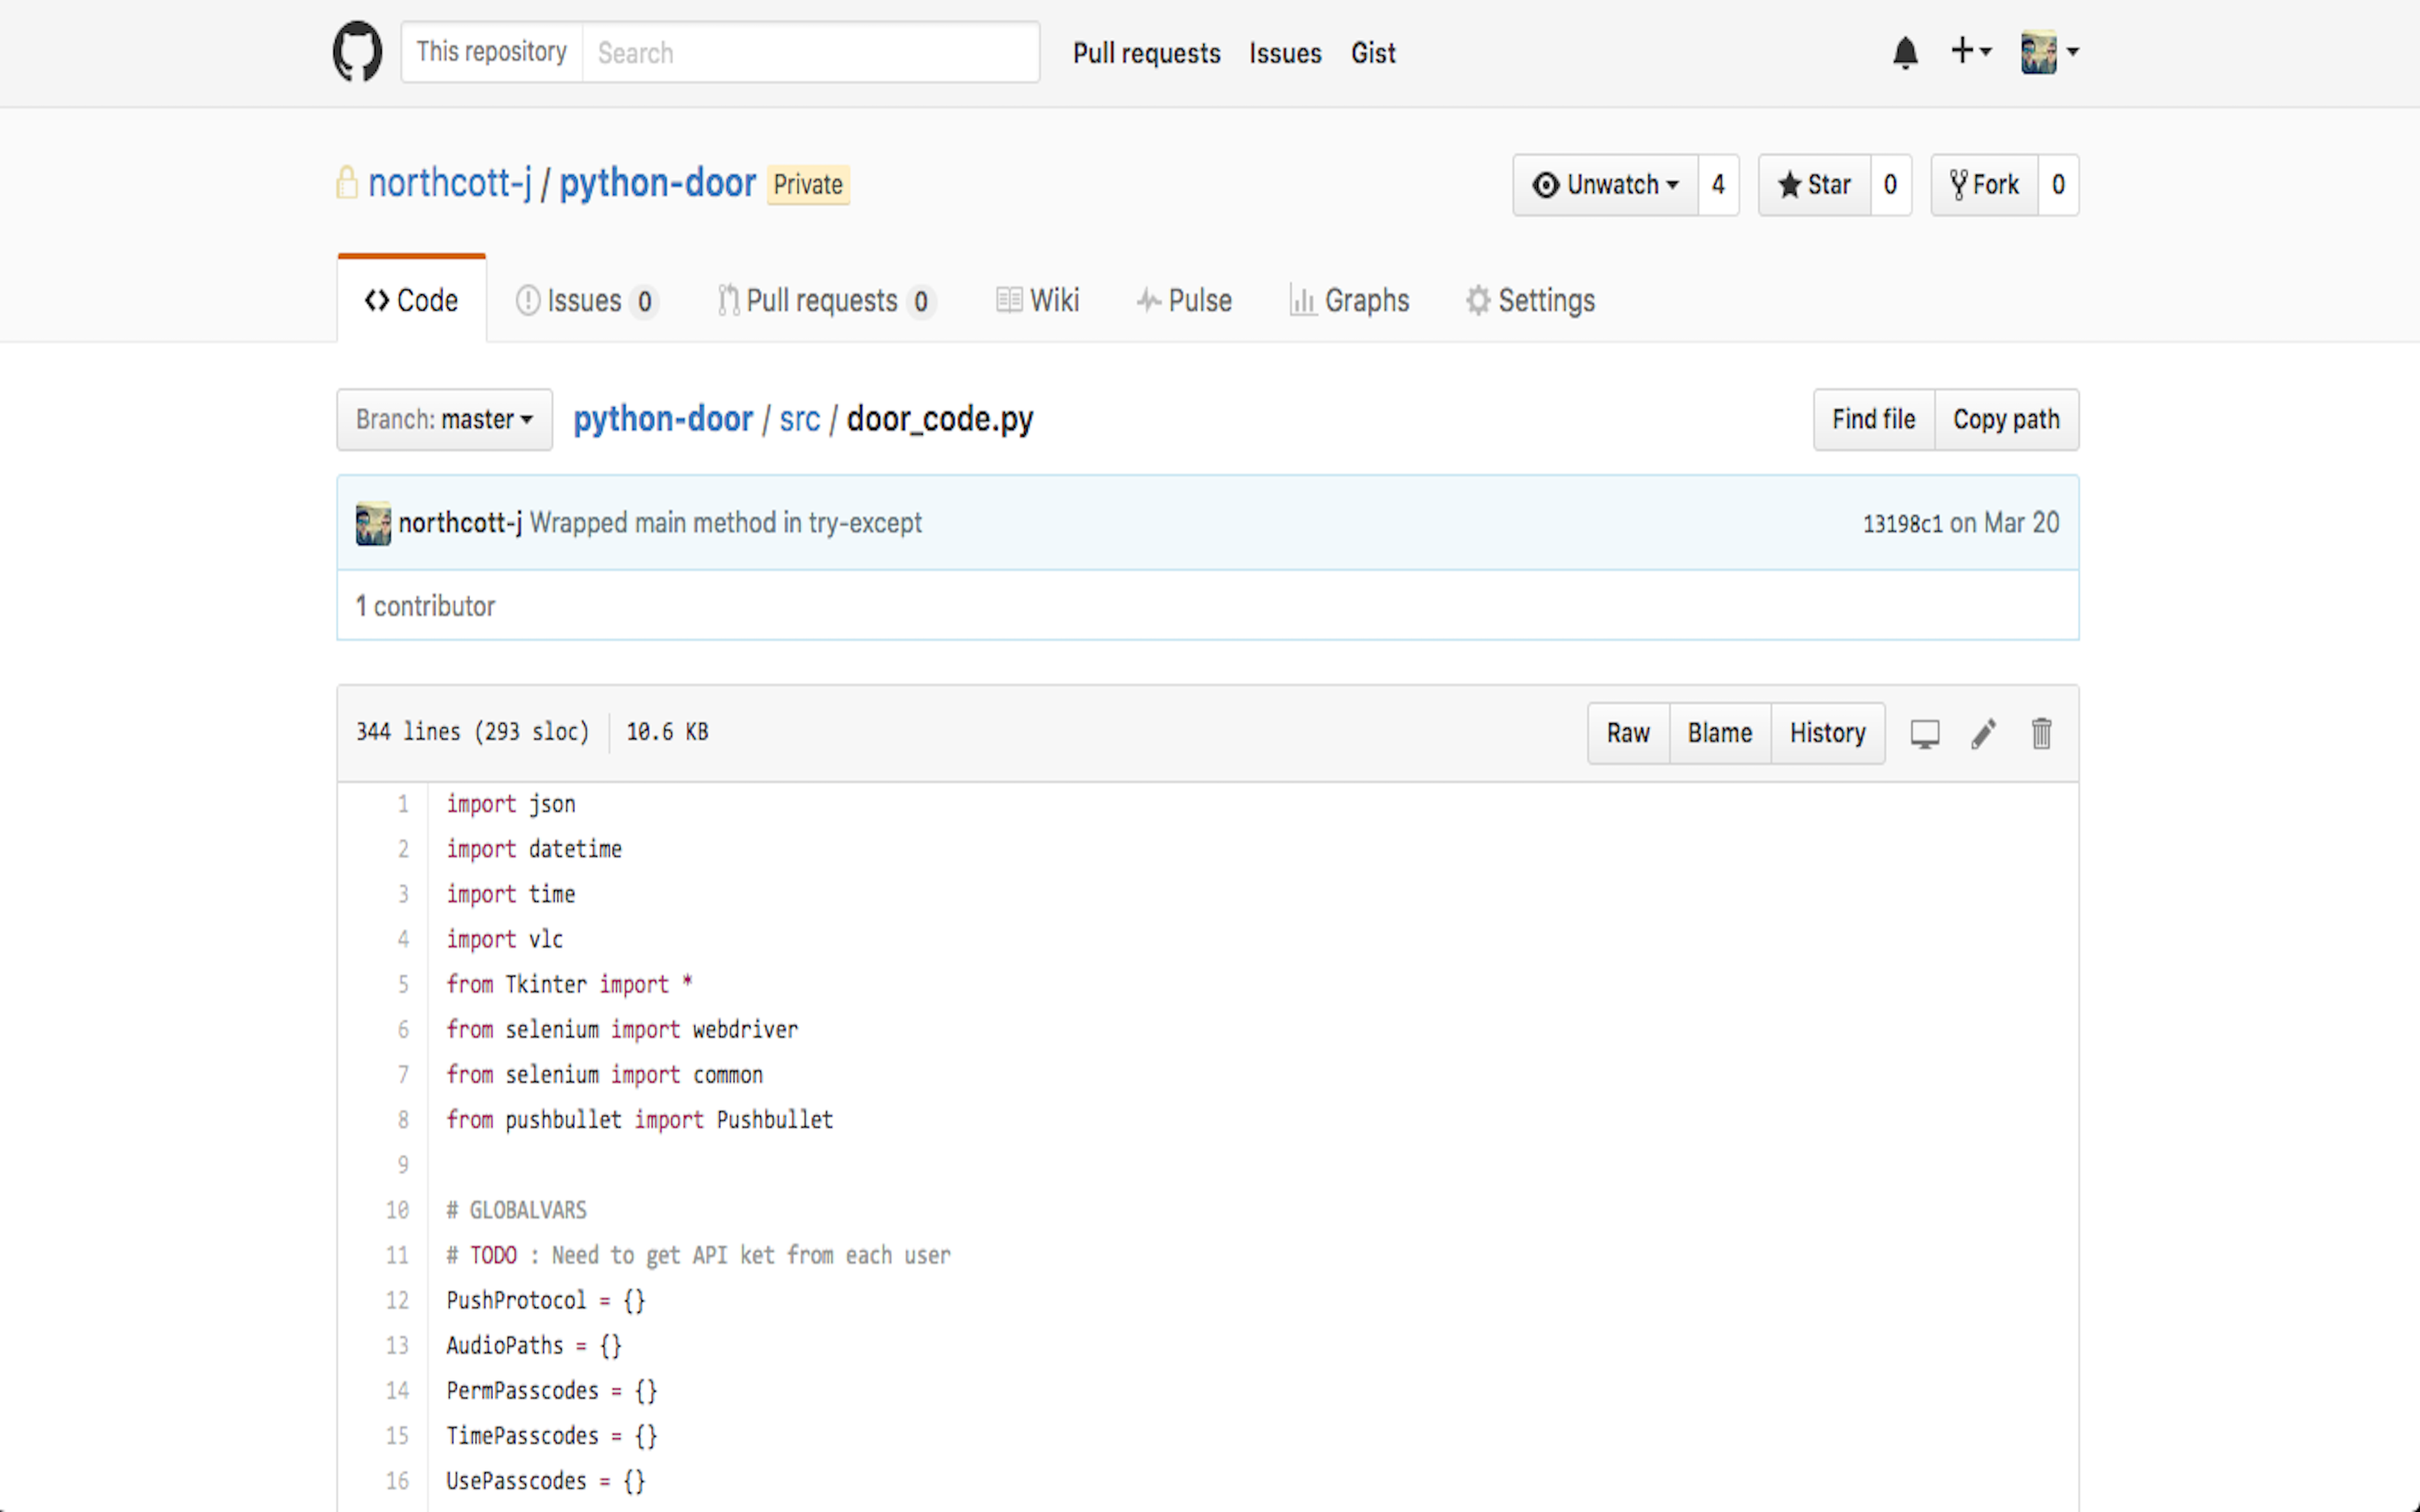 This repository Search Pull requests Issues Gist
northcott-j / python-door Private Unwatch 4 Star 0 Fork 0
Code Issues 0 Pull requests 0 Wiki Pulse Graphs Settings
Branch: master python-door / src / door_code.py Find file Copy path
northcott-j Wrapped main method in try-except 13198c1 on Mar 20
1 contributor
344 lines (293 sloc) 10.6 KB Raw Blame History
1 import json
2 import datetime
3 import time
4 import vlc
5 from Tkinter import *
6 from selenium import webdriver
7 from selenium import common
8 from pushbullet import Pushbullet
9
10 # GLOBALVARS
11 # TODO : Need to get API ket from each user
12 PushProtocol = {}
13 AudioPaths = {}
14 PermPasscodes = {}
15 TimePasscodes = {}
16 UsePasscodes = {}